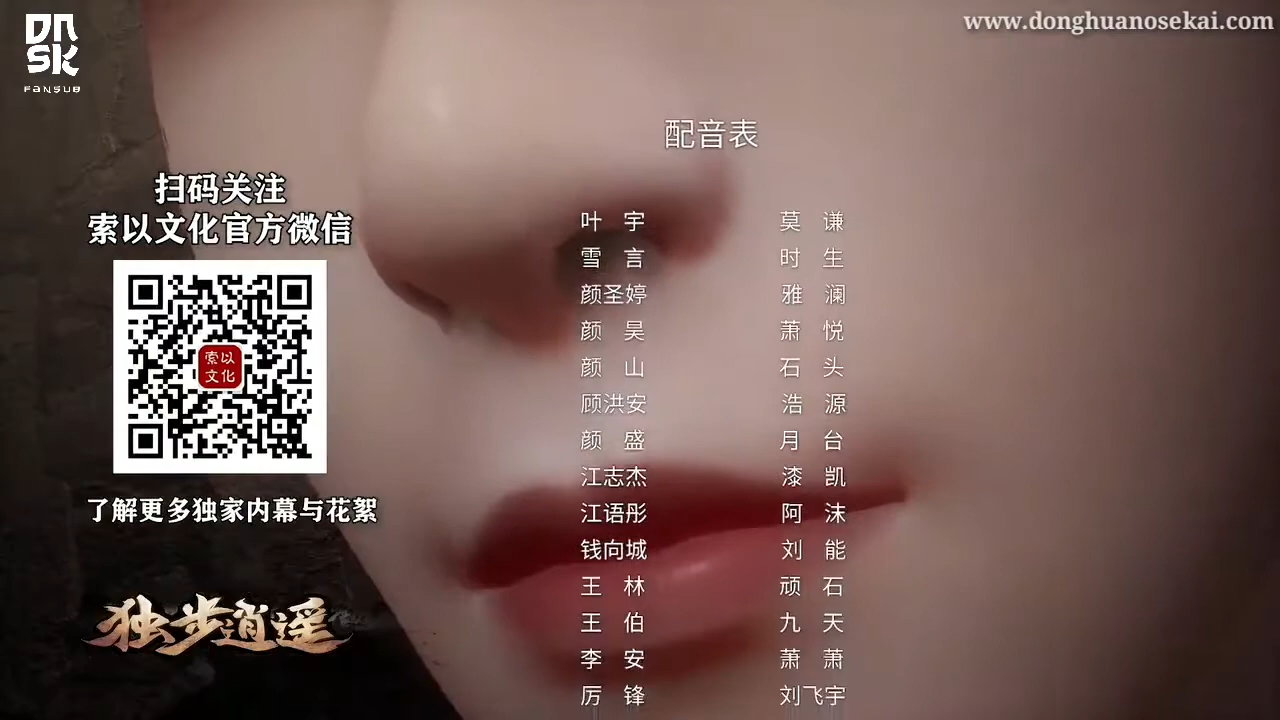 DNSK
FANSUB
www.donghuanosekai.com
扫码关注
索以文化官方微信
索以
文化
了解更多独家内幕与花絮
独步逍遥
配音表
叶 宇 莫 谦
雪 言 时 生
颜圣婷 雅 澜
颜 昊 萧 悦
颜 山 石 头
顾洪安 浩 源
颜 盛 月 台
江志杰 漆 凯
江语彤 阿 沫
钱向城 刘 能
王 林 顽 石
王 伯 九 天
李 安 萧 萧
厉 锋 刘飞宇